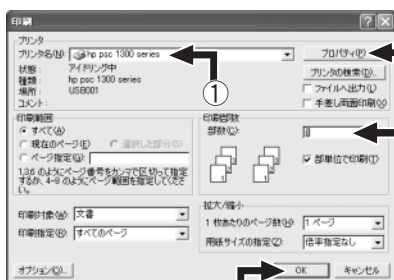 印刷
プリンタ
プリンタ名(N): hp psc 1300 series
プロパティ(P)
状態: アイドリング中
プリンタの検索(D)...
種類: hp psc 1300 series
場所: USB001
ファイルへ出力(L)
コメント:
手差し両面印刷(X)
①
印刷範囲
すべて(A)
現在のページ(E) 選択した部分(S)
ページ指定(G):
1,3,6 のようにページ番号をカンマで区切って指定
するか、4-8 のようにページ範囲を指定してくださ
い。
印刷部数
部数(C):
部単位で印刷(T)
1 1 2 2 3 3
印刷対象(W): 文書
印刷指定(R): すべてのページ
拡大/縮小
1 枚あたりのページ数(H): 1 ページ
用紙サイズの指定(Z): 倍率指定なし
オプション(O)...
OK
キャンセル